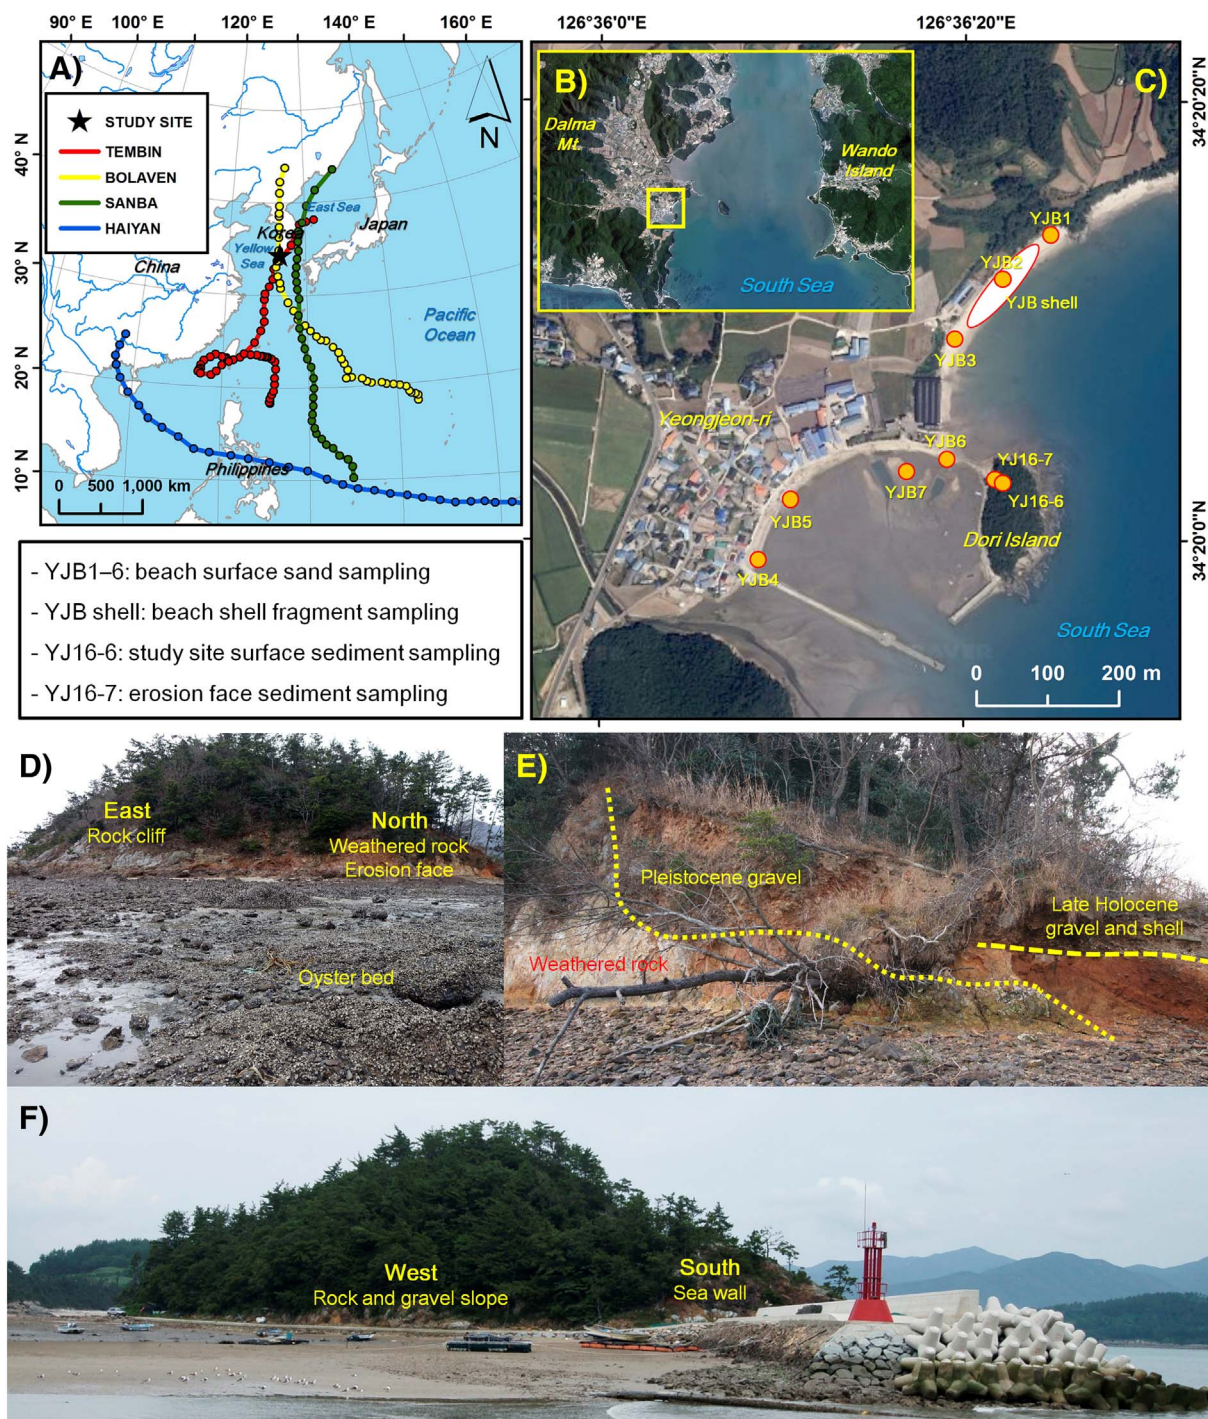 90° E
100° E
120° E
140° E
160° E
126°36'0"E
126°36'20"E
A)
STUDY SITE
TEMBIN
BOLAVEN
SANBA
HAIYAN
N
40° N
30° N
20° N
10° N
East Sea
Korea
Japan
Yellow
Sea
China
Pacific
Ocean
Philippines
0 500 1,000 km
B)
Dalma
Mt.
Wando
Island
South Sea
C)
34°20'20"N
34°20'0"N
YJB1
YJB2
YJB shell
YJB3
Yeongjeon-ri
YJB6
YJ16-7
YJB7
YJ16-6
YJB5
Dori Island
YJB4
South Sea
0 100 200 m
- YJB1–6: beach surface sand sampling
- YJB shell: beach shell fragment sampling
- YJ16-6: study site surface sediment sampling
- YJ16-7: erosion face sediment sampling
D)
East
Rock cliff
North
Weathered rock
Erosion face
Oyster bed
E)
Pleistocene gravel
Late Holocene
gravel and shell
Weathered rock
F)
West
Rock and gravel slope
South
Sea wall